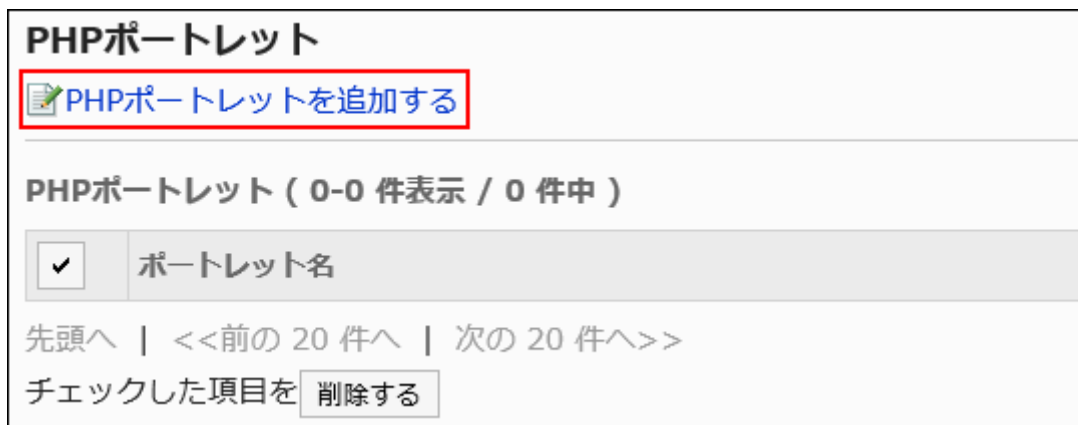 PHPポートレット
PHPポートレットを追加する
PHPポートレット ( 0-0 件表示 / 0 件中 )
ポートレット名
先頭へ | <<前の 20 件へ | 次の 20 件へ>>
チェックした項目を 削除する